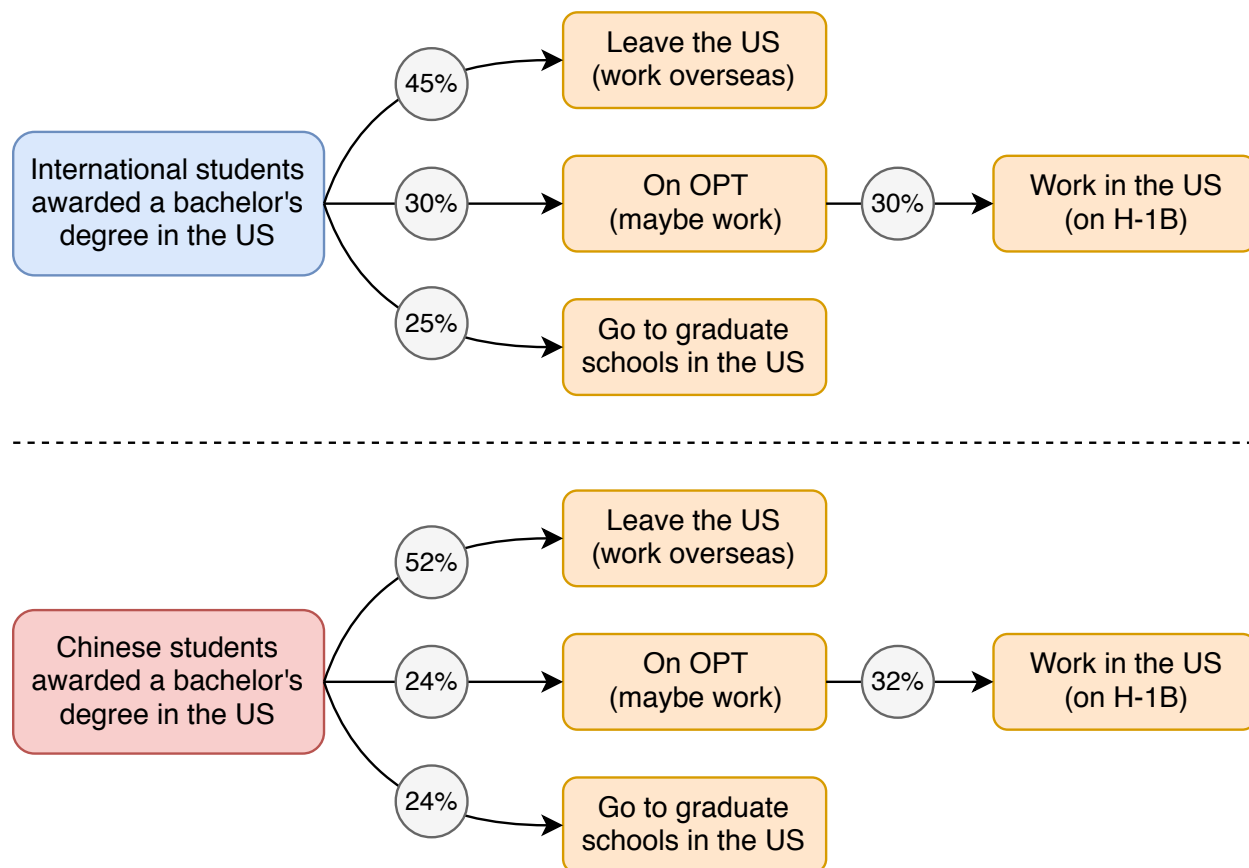 Leave the US
(work overseas)
45%
International students
awarded a bachelor's
degree in the US
30%
On OPT
(maybe work)
30%
Work in the US
(on H-1B)
25%
Go to graduate
schools in the US
Leave the US
(work overseas)
52%
Chinese students
awarded a bachelor's
degree in the US
24%
On OPT
(maybe work)
32%
Work in the US
(on H-1B)
24%
Go to graduate
schools in the US